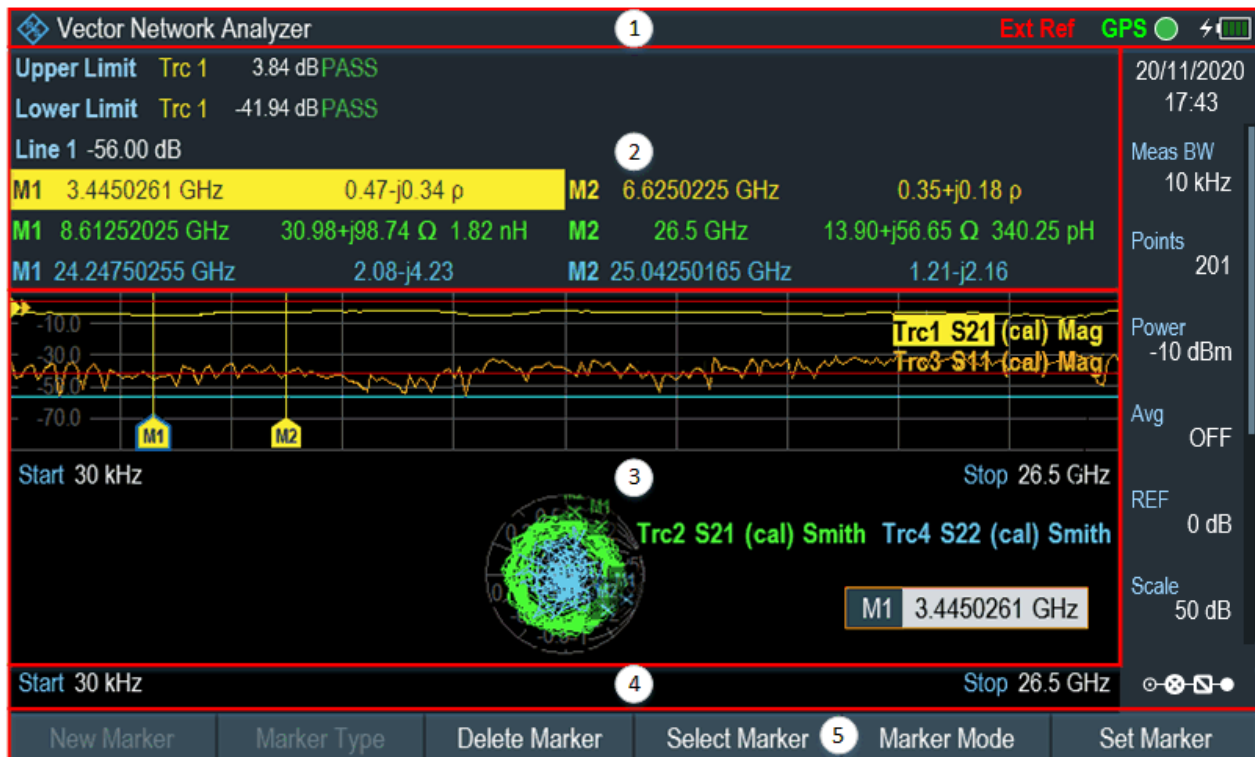 Vector Network Analyzer 1 Ext Ref GPS
Upper Limit Trc 1 3.84 dB PASS
Lower Limit Trc 1 -41.94 dB PASS
Line 1 -56.00 dB
2
M1 3.4450261 GHz 0.47-j0.34 ρ M2 6.6250225 GHz 0.35+j0.18 ρ
M1 8.61252025 GHz 30.98+j98.74 Ω 1.82 nH M2 26.5 GHz 13.90+j56.65 Ω 340.25 pH
M1 24.24750255 GHz 2.08-j4.23 M2 25.04250165 GHz 1.21-j2.16
-10.0
-30.0
-50.0
-70.0
Trc1 S21 (cal) Mag
Trc3 S11 (cal) Mag
M1 M2
Start 30 kHz 3 Stop 26.5 GHz
M1
Trc2 S21 (cal) Smith Trc4 S22 (cal) Smith
M1
M2
M1 3.4450261 GHz
Start 30 kHz 4 Stop 26.5 GHz
20/11/2020
17:43
Meas BW
10 kHz
Points
201
Power
-10 dBm
Avg
OFF
REF
0 dB
Scale
50 dB
New Marker Marker Type Delete Marker Select Marker 5 Marker Mode Set Marker